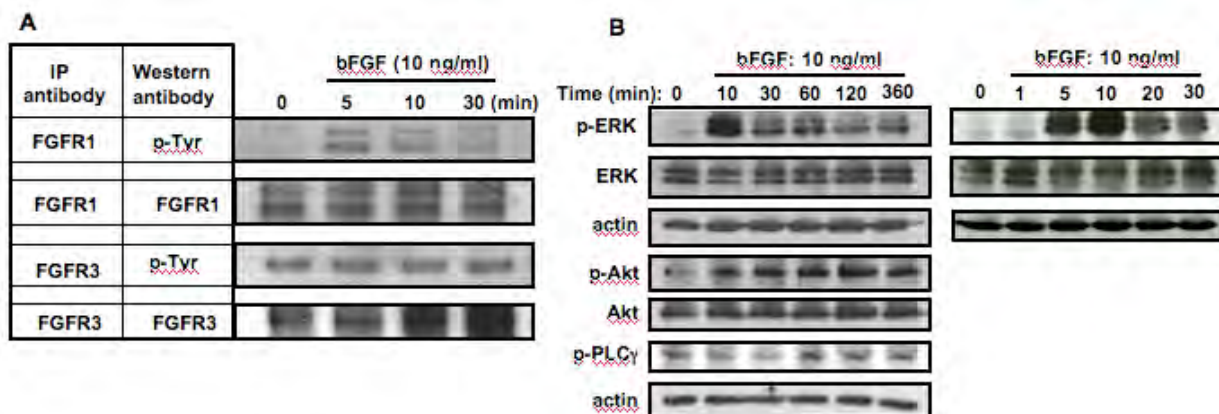 A
IP antibody Western antibody
bFGF (10 ng/ml)
0 5 10 30 (min)
FGFR1 p-Tyr
FGFR1 FGFR1
FGFR3 p-Tyr
FGFR3 FGFR3
B
bFGF: 10 ng/ml
Time (min): 0 10 30 60 120 360
p-ERK
ERK
actin
p-Akt
Akt
p-PLCγ
actin
bFGF: 10 ng/ml
0 1 5 10 20 30